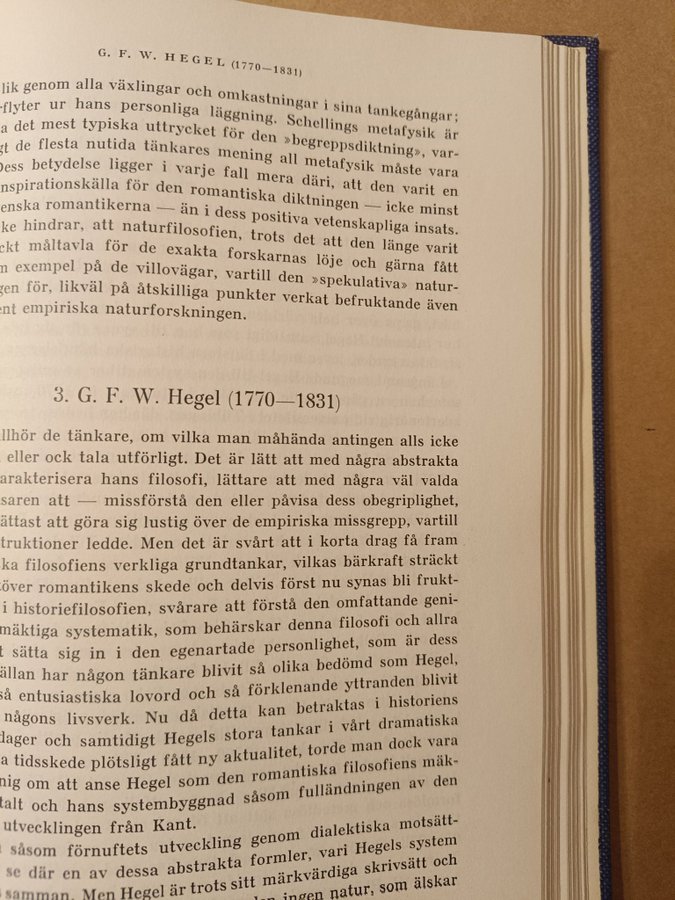 G. F. W. HEGEL (1770—1831)
lik genom alla växlingar och omkastningar i sina tankegångar;
flyter ur hans personliga läggning. Schellings metafysik är
a det mest typiska uttrycket för den »begreppsdiktning», var-
gt de flesta nutida tänkares mening all metafysik måste vara
Dess betydelse ligger i varje fall mera däri, att den varit en
nspirationskälla för den romantiska diktningen — icke minst
enska romantikerna — än i dess positiva vetenskapliga insats.
ke hindrar, att naturfilosofien, trots det att den länge varit
ckt måltavla för de exakta forskarnas löje och gärna fått
m exempel på de villovägar, vartill den »spekulativa» natur-
gen för, likväl på åtskilliga punkter verkat befruktande även
ent empiriska naturforskningen.
3. G. F. W. Hegel (1770—1831)
illhör de tänkare, om vilka man måhända antingen alls icke
eller ock tala utförligt. Det är lätt att med några abstrakta
arakterisera hans filosofi, lättare att med några väl valda
saren att — missförstå den eller påvisa dess obegriplighet,
ättast att göra sig lustig över de empiriska missgrepp, vartill
truktioner ledde. Men det är svårt att i korta drag få fram
ka filosofiens verkliga grundtankar, vilkas bärkraft sträckt
över romantikens skede och delvis först nu synas bli frukt-
i historiefilosofien, svårare att förstå den omfattande geni-
mäktiga systematik, som behärskar denna filosofi och allra
t sätta sig in i den egenartade personlighet, som är dess
ällan har någon tänkare blivit så olika bedömd som Hegel,
så entusiastiska lovord och så förklenande yttranden blivit
någons livsverk. Nu då detta kan betraktas i historiens
dager och samtidigt Hegels stora tankar i vårt dramatiska
a tidsskede plötsligt fått ny aktualitet, torde man dock vara
nig om att anse Hegel som den romantiska filosofiens mäk-
talt och hans systembyggnad såsom fulländningen av den
utvecklingen från Kant.
såsom förnuftets utveckling genom dialektiska motsätt-
se där en av dessa abstrakta formler, vari Hegels system
samman. Men Hegel är trots sitt märkvärdiga skrivsätt och
den ingen natur, som älskar